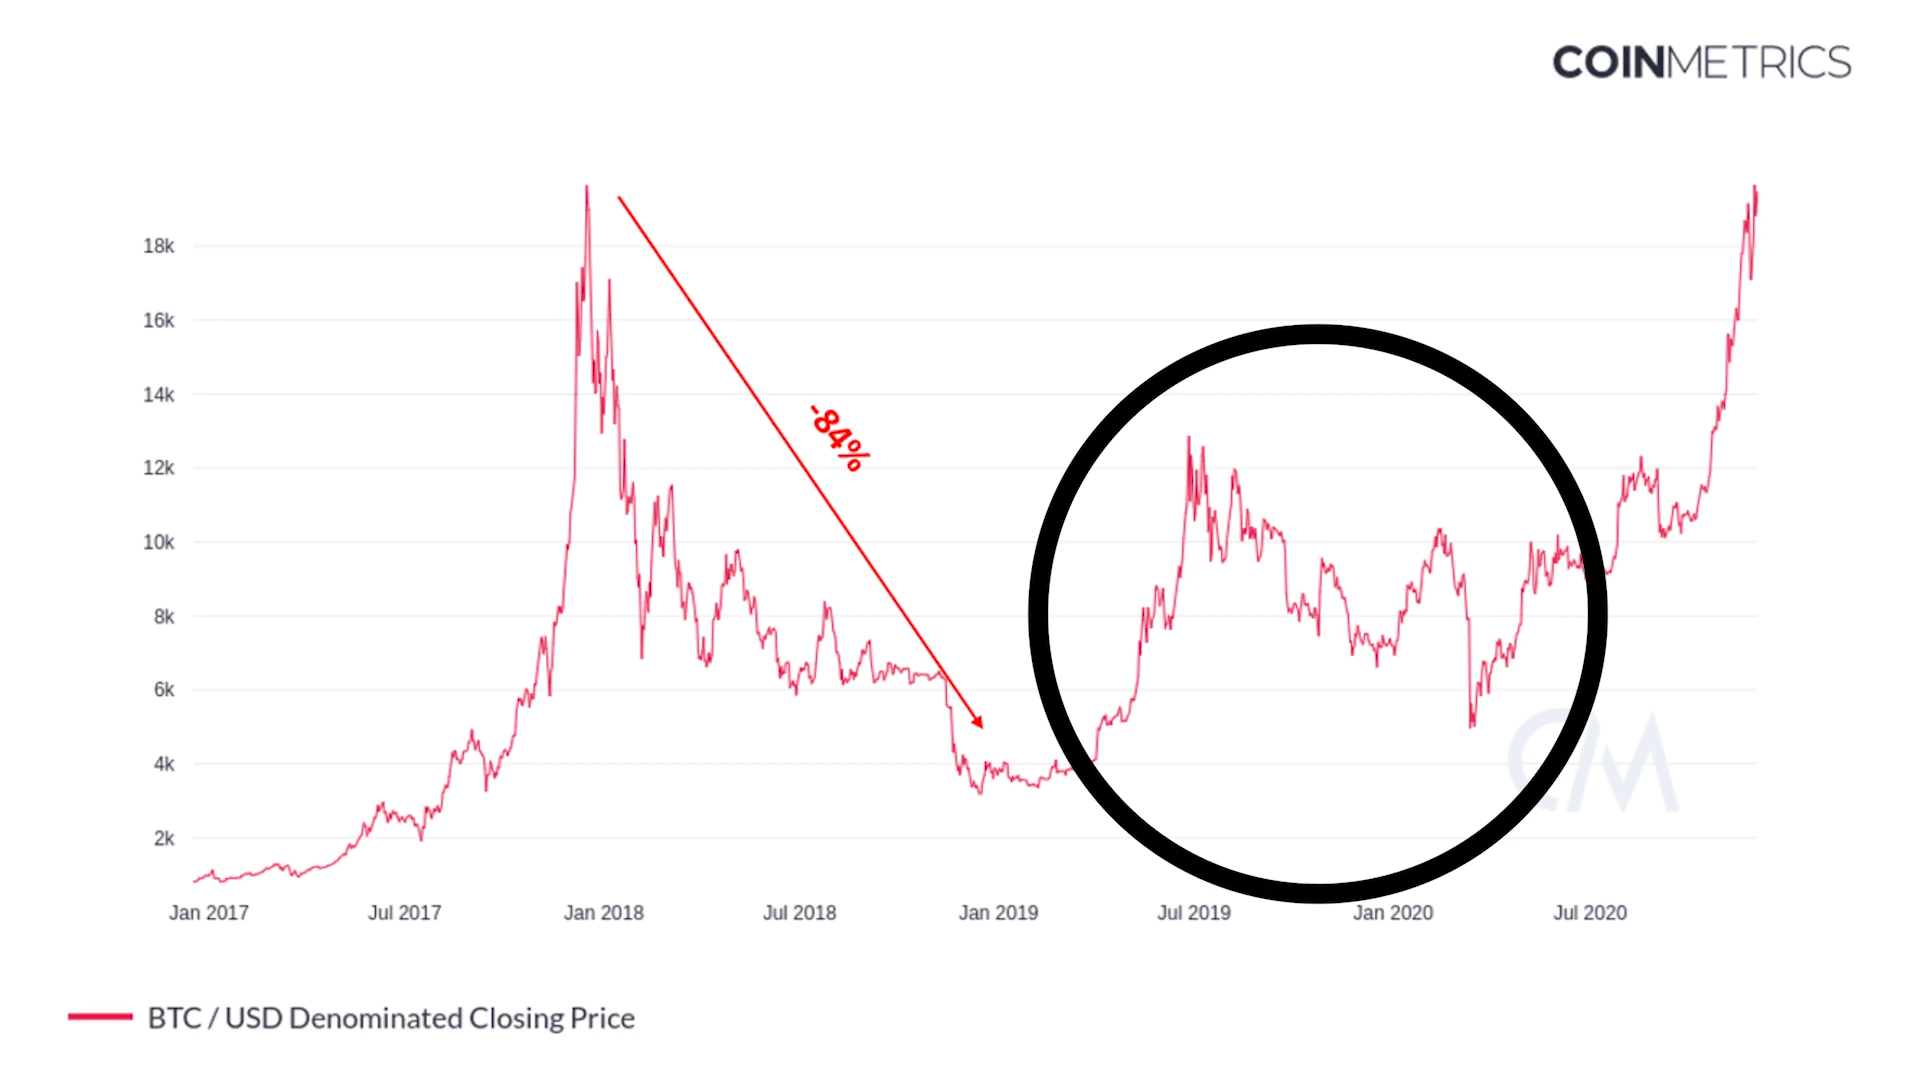 COINMETRICS
18k
16k
-84%
14k
12k
10k
8k
6k
4k
2k
CM
Jan 2017 Jul 2017 Jan 2018 Jul 2018 Jan 2019 Jul 2019 Jan 2020 Jul 2020
BTC / USD Denominated Closing Price